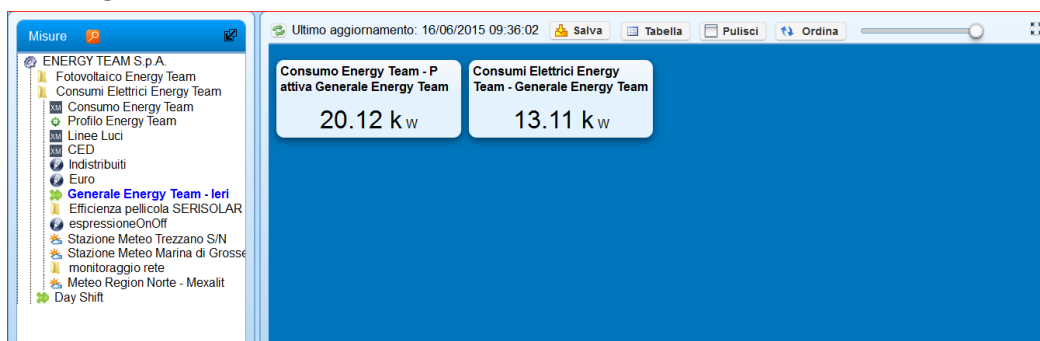 Misure
ENERGY TEAM S.p.A.
Fotovoltaico Energy Team
Consumi Elettrici Energy Team
XM Consumo Energy Team
Profilo Energy Team
XM Linee Luci
XM CED
Indistribuiti
Euro
Generale Energy Team - Ieri
Efficienza pellicola SERISOLAR
espressioneOnOff
Stazione Meteo Trezzano S/N
Stazione Meteo Marina di Grosse
monitoraggio rete
Meteo Region Norte - Mexalit
Day Shift
Ultimo aggiornamento: 16/06/2015 09:36:02 Salva Tabella Pulisci Ordina
Consumo Energy Team - P
attiva Generale Energy Team
20.12 k W
Consumi Elettrici Energy
Team - Generale Energy Team
13.11 k W